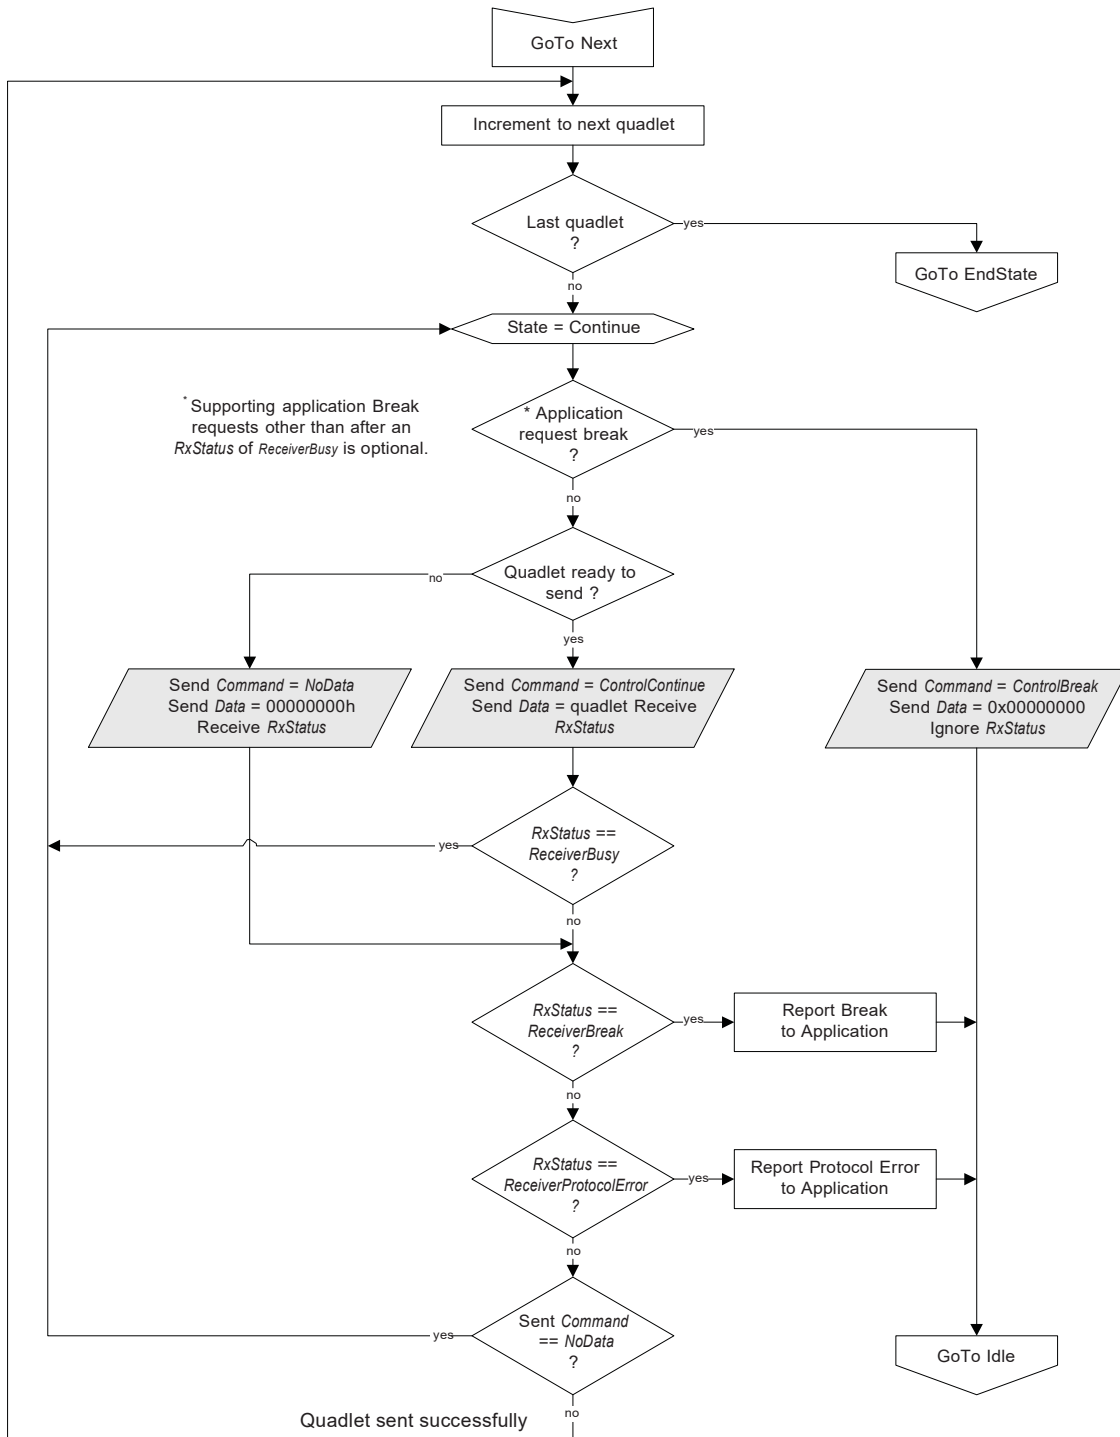 GoTo Next
Increment to next quadlet
Last quadlet
?
yes
GoTo EndState
no
State = Continue
* Supporting application Break
requests other than after an
RxStatus of ReceiverBusy is optional.
* Application
request break
?
yes
no
Quadlet ready to
send ?
no
yes
Send Command = NoData
Send Data = 00000000h
Receive RxStatus
Send Command = ControlContinue
Send Data = quadlet Receive
RxStatus
Send Command = ControlBreak
Send Data = 0x00000000
Ignore RxStatus
RxStatus ==
ReceiverBusy
?
yes
no
RxStatus ==
ReceiverBreak
?
yes
Report Break
to Application
no
RxStatus ==
ReceiverProtocolError
?
yes
Report Protocol Error
to Application
no
Sent Command
== NoData
?
yes
GoTo Idle
no
Quadlet sent successfully